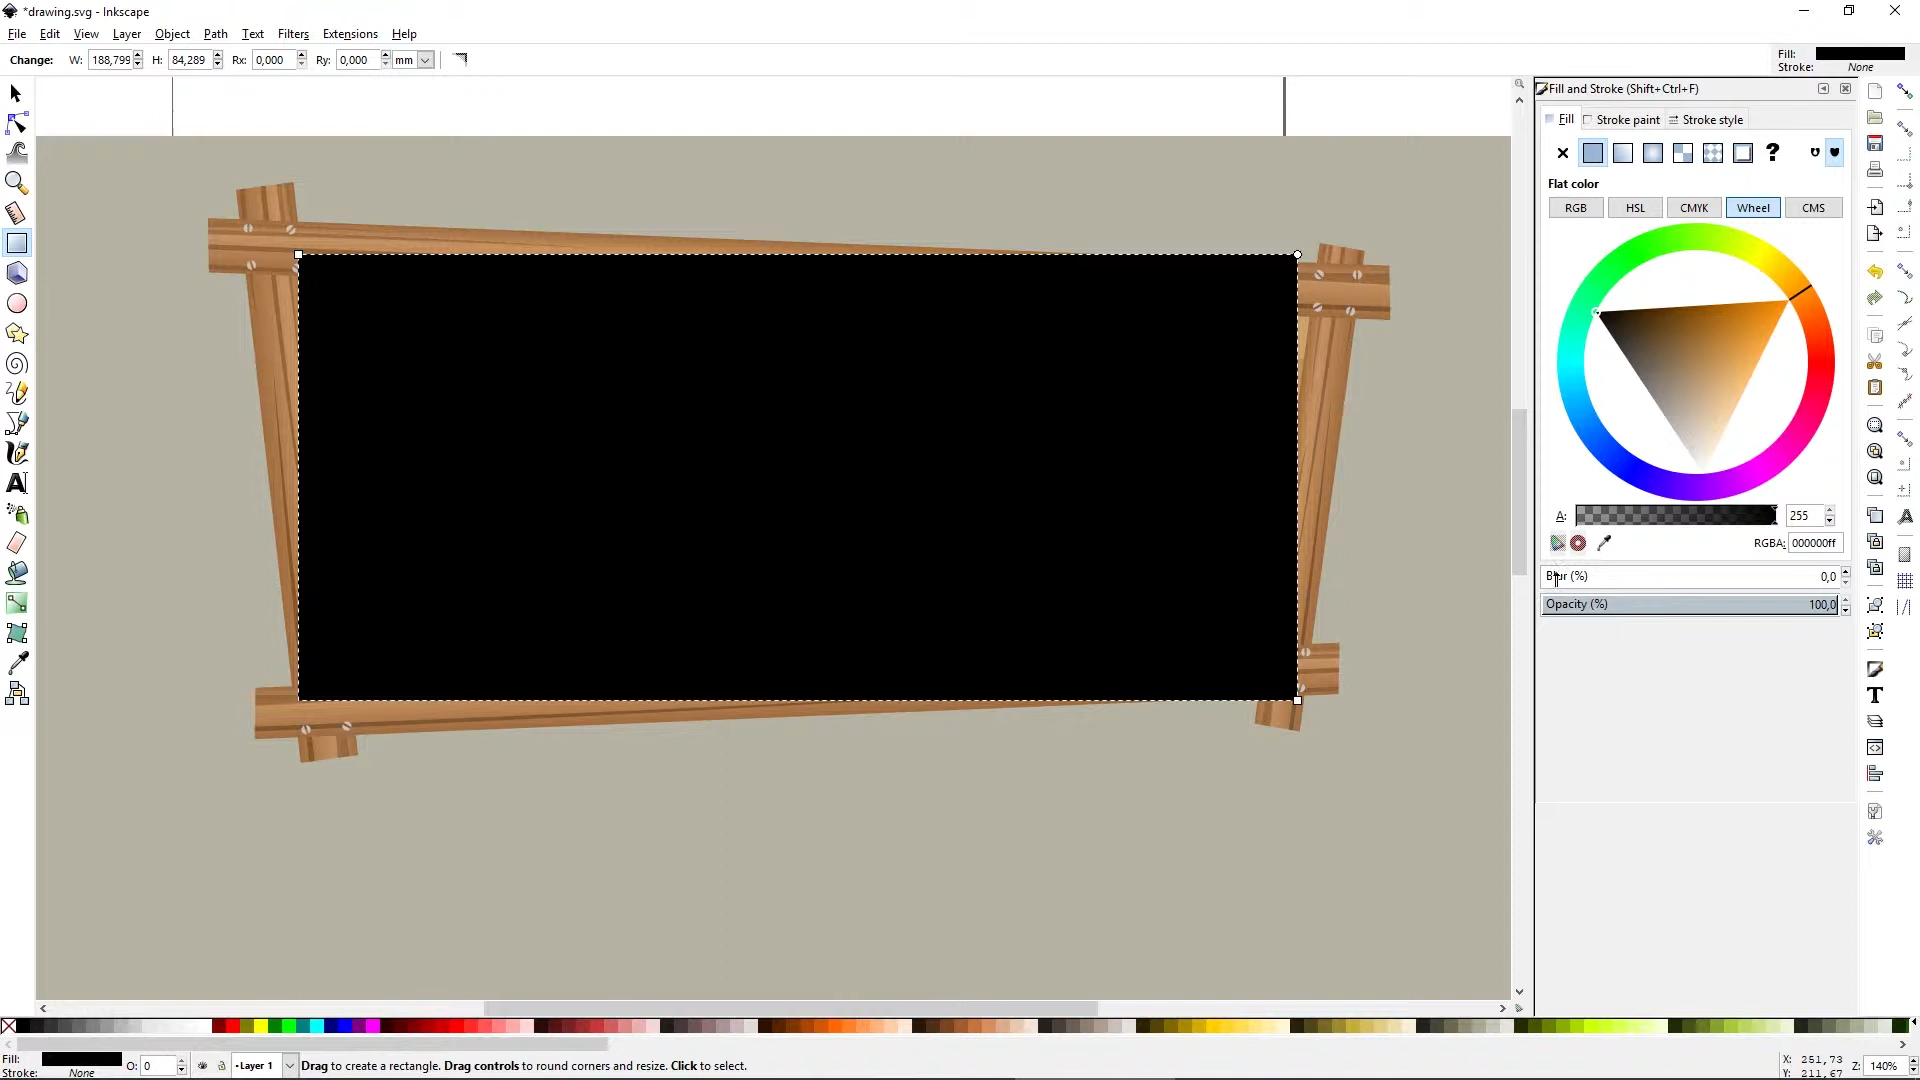 *drawing.svg - Inkscape
File Edit View Layer Object Path Text Filters Extensions Help
Change: W: 188,799 H: 84,289 Rx: 0,000 Ry: 0,000 mm
Fill:
Stroke: None
Fill and Stroke (Shift+Ctrl+F)
Fill Stroke paint Stroke style
Flat color
RGB HSL CMYK Wheel CMS
A: 255
RGBA: 000000ff
Blur (%) 0,0
Opacity (%) 100,0
Fill:
Stroke: None
O: 0
•Layer 1
Drag to create a rectangle. Drag controls to round corners and resize. Click to select.
X: 251,73
Y: 211,67
Z: 140%